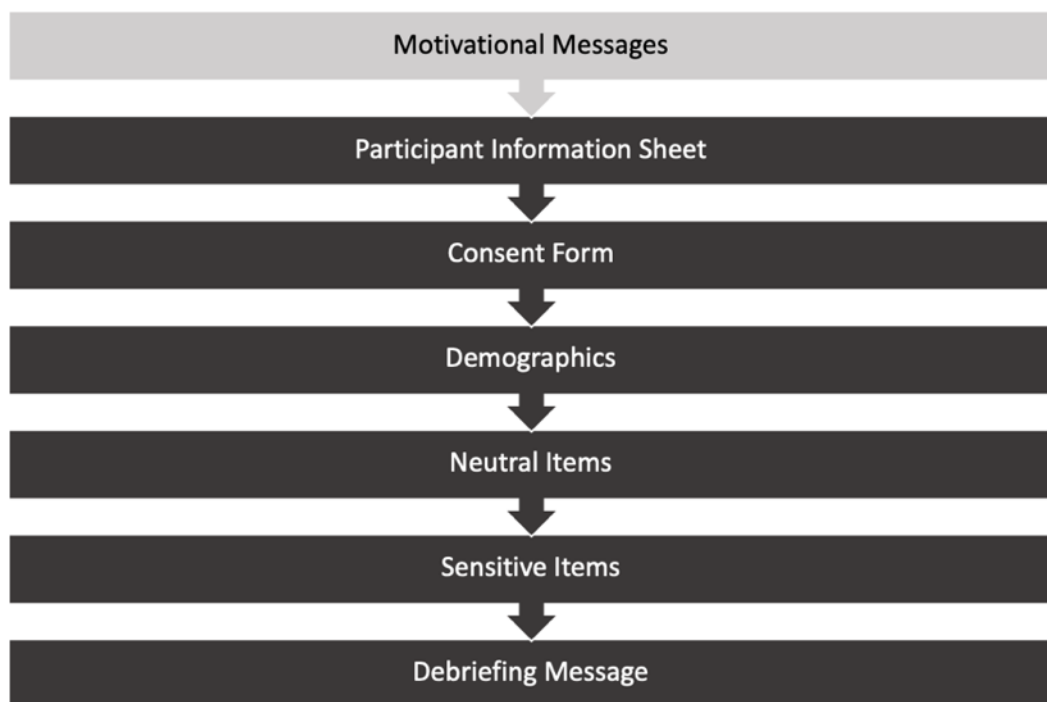 Motivational Messages
Participant Information Sheet
Consent Form
Demographics
Neutral Items
Sensitive Items
Debriefing Message